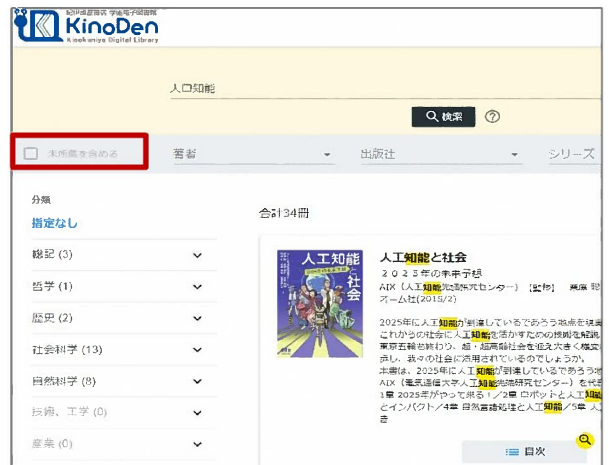 紀伊國屋書店 学術電子図書館
KinoDen
Kinokuniya Digital Library
人口知能
検索
未所蔵を含める
著者
出版社
シリーズ
分類
指定なし
合計34冊
総記 (3)
哲学 (1)
歴史 (2)
社会科学 (13)
自然科学 (8)
技術、工学 (0)
産業 (0)
人工知能
と社会
人工知能と社会
2025年の未来予想
AIX（人工知能先端研究センター）【監修】
オーム社(2018/2)
2025年に人工知能が到達しているであろう地点を現実
これからの社会に人工知能を活かすための技術を解説
東京五輪も終わり、超・超高齢社会を迎え大きく構変
歩し、我々の社会に活用されているのでしょうか。
本書は、2025年に人工知能が到達しているであろう地
AIX（電気通信大学人工知能先端研究センター）を代表
1章 2025年がやって来る！/2章 ロボットと人工知能
とインパクト/4章 自然言語処理と人工知能/5章 人
き
目次